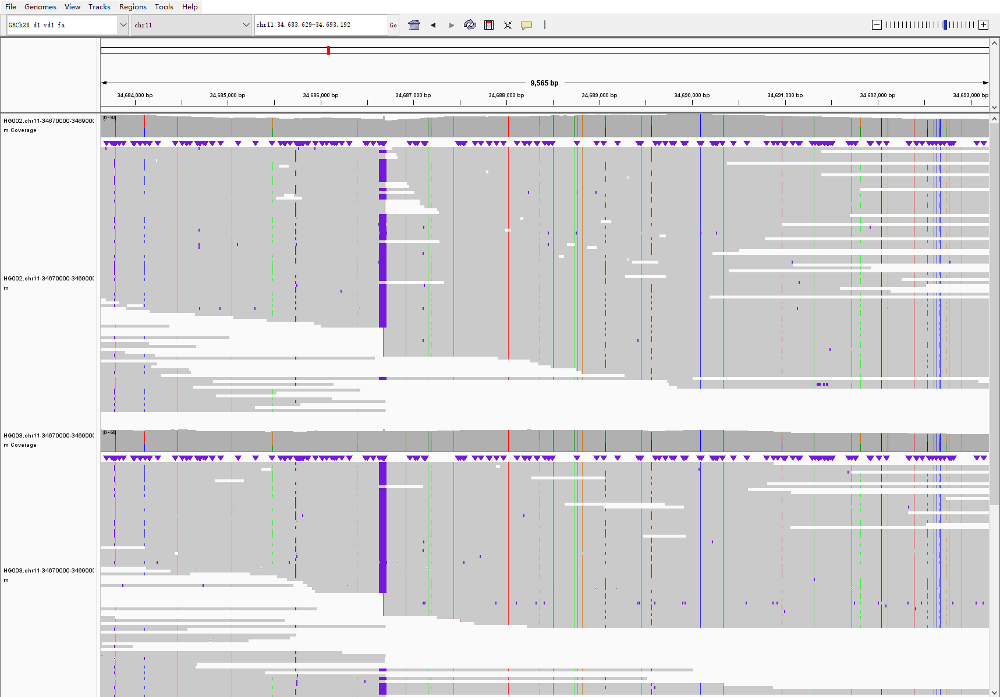 File Genomes View Tracks Regions Tools Help
GRCh38.d1.vd1.fa chr11 chr11:34,683,629-34,693,192 Go
9,565 bp
34,684,000 bp 34,685,000 bp 34,686,000 bp 34,687,000 bp 34,688,000 bp 34,689,000 bp 34,690,000 bp 34,691,000 bp 34,692,000 bp 34,693,000 bp
HG002.chr11-34670000-3469000
m Coverage
[0-83]
HG002.chr11-34670000-3469000
m
HG003.chr11-34670000-3469000
m Coverage
[0-68]
HG003.chr11-34670000-3469000
m